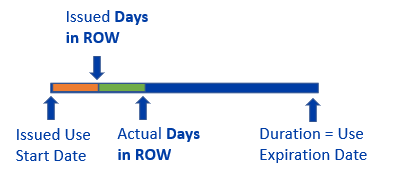 Issued Days
in ROW
Issued Use
Start Date
Actual Days
in ROW
Duration = Use
Expiration Date